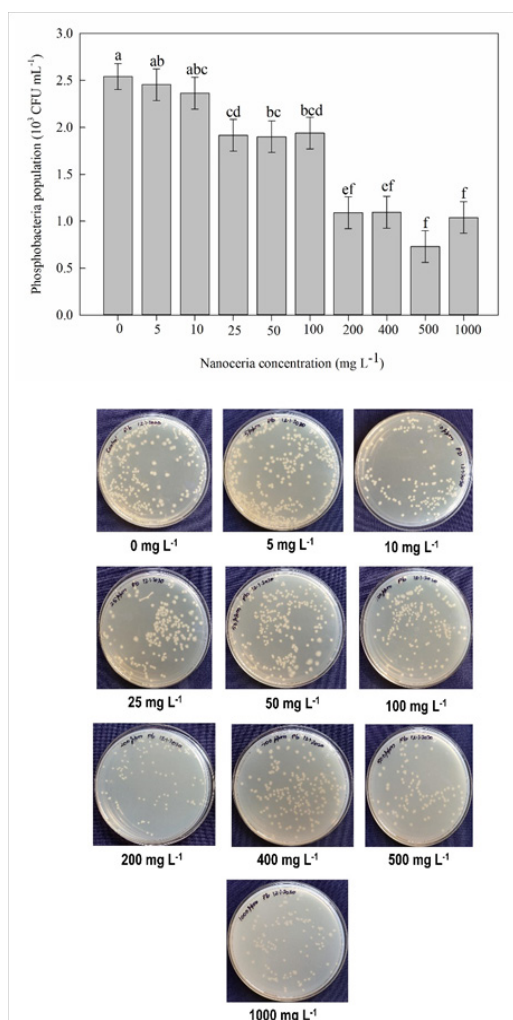 Phosphobacteria population (10³ CFU mL⁻¹)
3.0
2.5
2.0
1.5
1.0
0.5
0.0
a
ab
abc
cd
bc
bcd
ef
ef
f
f
0 5 10 25 50 100 200 400 500 1000
Nanoceria concentration (mg L⁻¹)
0 mg L⁻¹
5 mg L⁻¹
10 mg L⁻¹
25 mg L⁻¹
50 mg L⁻¹
100 mg L⁻¹
200 mg L⁻¹
400 mg L⁻¹
500 mg L⁻¹
1000 mg L⁻¹